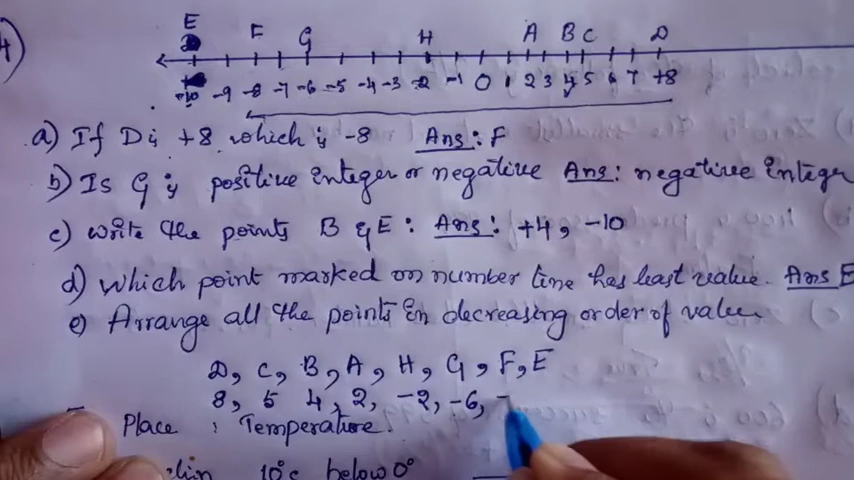 4)
E F G H A B C D
-10 -9 -8 -7 -6 -5 -4 -3 -2 -1 0 1 2 3 4 5 6 7 +8
a) If D is +8 which is -8 Ans: F
b) Is G is positive Integer or negative Ans: negative Integer
c) write the points B & E: Ans: +4, -10
d) Which point marked on number line has least value. Ans E
e) Arrange all the points in decreasing order of value
D, C, B, A, H, G, F, E
8, 5 4, 2, -2, -6, -
Place : Temperature.
10°c below 0°